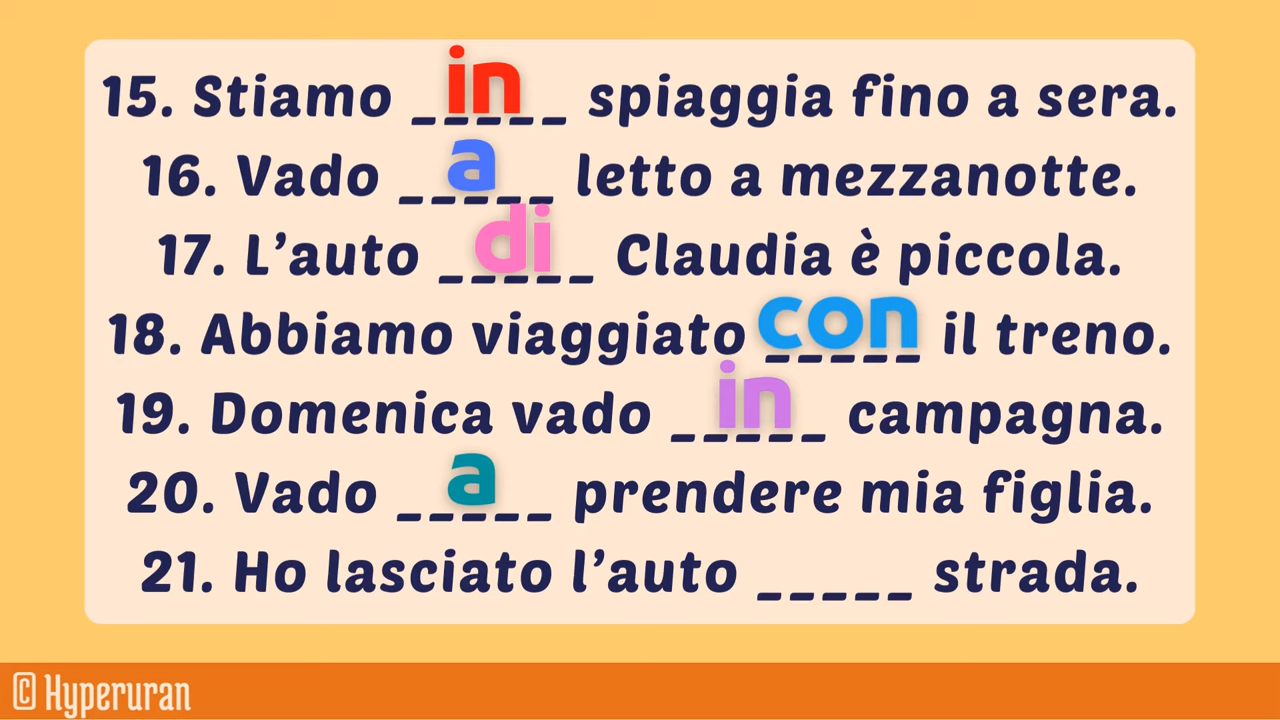 15. Stiamo in spiaggia fino a sera.
16. Vado a letto a mezzanotte.
17. L’auto di Claudia è piccola.
18. Abbiamo viaggiato con il treno.
19. Domenica vado in campagna.
20. Vado a prendere mia figlia.
21. Ho lasciato l’auto _____ strada.
© Hyperuran